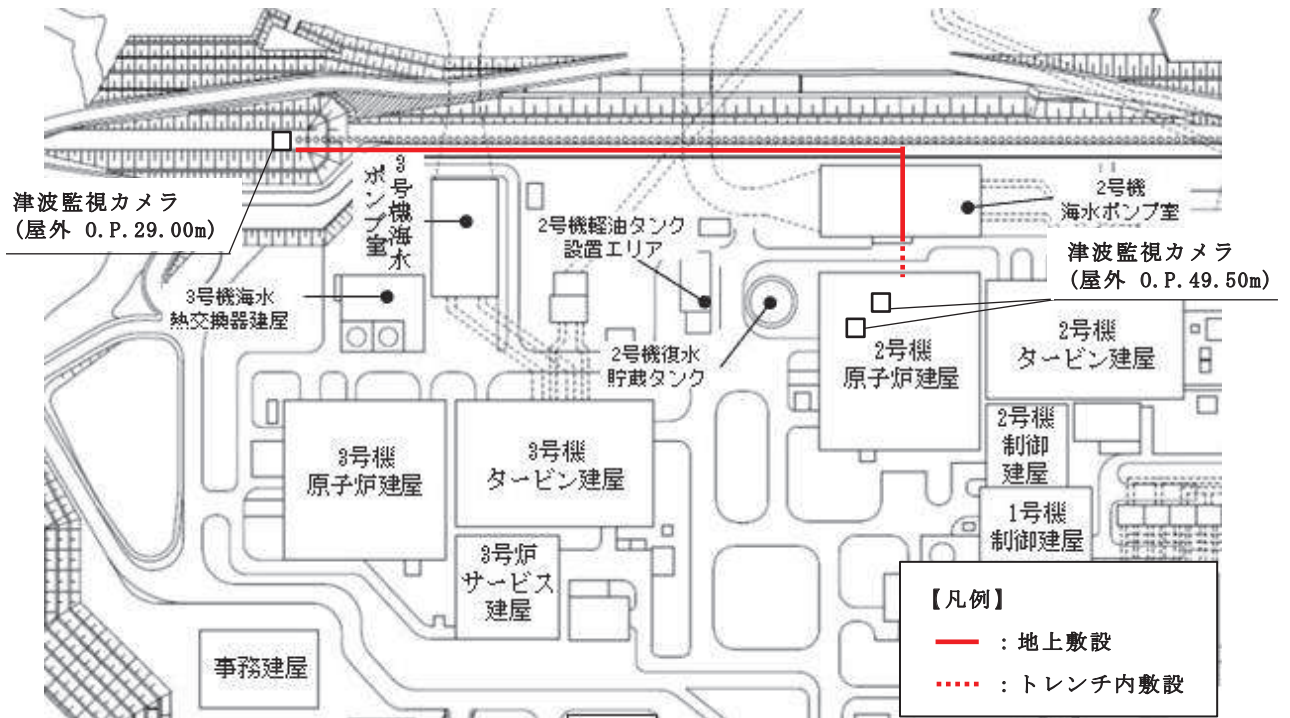 津波監視カメラ
(屋外 O.P.29.00m)
3号機海水
ポンプ室
2号機軽油タンク
設置エリア
2号機
海水ポンプ室
津波監視カメラ
(屋外 O.P.49.50m)
3号機海水
熱交換器建屋
2号機復水
貯蔵タンク
2号機
原子炉建屋
2号機
タービン建屋
3号機
原子炉建屋
3号機
タービン建屋
2号機
制御
建屋
1号機
制御建屋
3号炉
サービス
建屋
事務建屋
【凡例】
：地上敷設
：トレンチ内敷設